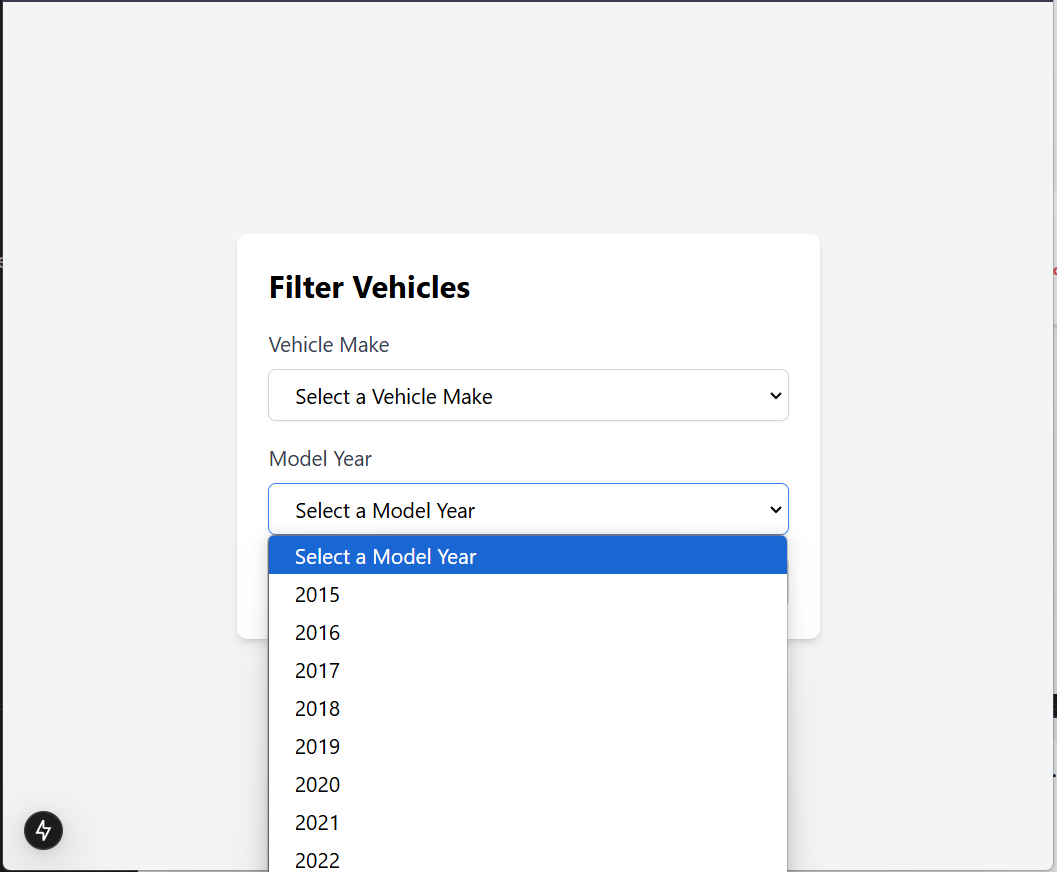 Filter Vehicles
Vehicle Make
Select a Vehicle Make
Model Year
Select a Model Year
Select a Model Year
2015
2016
2017
2018
2019
2020
2021
2022